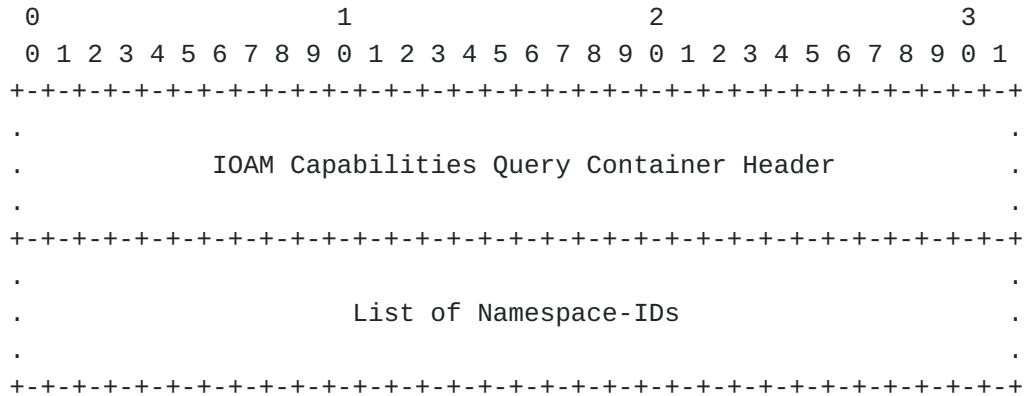 0                   1                   2                   3
 0 1 2 3 4 5 6 7 8 9 0 1 2 3 4 5 6 7 8 9 0 1 2 3 4 5 6 7 8 9 0 1
+-+-+-+-+-+-+-+-+-+-+-+-+-+-+-+-+-+-+-+-+-+-+-+-+-+-+-+-+-+-+-+-+
.                                                               .
.            IOAM Capabilities Query Container Header           .
.                                                               .
+-+-+-+-+-+-+-+-+-+-+-+-+-+-+-+-+-+-+-+-+-+-+-+-+-+-+-+-+-+-+-+-+
.                                                               .
.                     List of Namespace-IDs                     .
.                                                               .
+-+-+-+-+-+-+-+-+-+-+-+-+-+-+-+-+-+-+-+-+-+-+-+-+-+-+-+-+-+-+-+-+